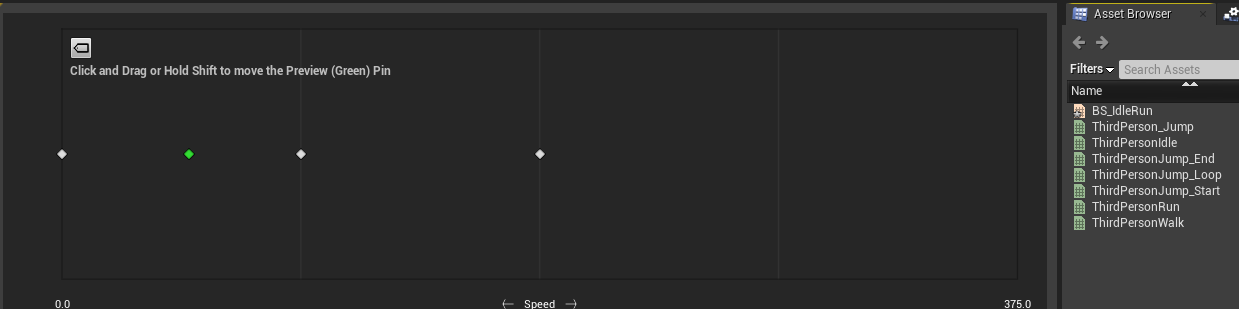 Asset Browser
Click and Drag or Hold Shift to move the Preview (Green) Pin
Filters
Search Assets
Name
BS_IdleRun
ThirdPerson_Jump
ThirdPersonIdle
ThirdPersonJump_End
ThirdPersonJump_Loop
ThirdPersonJump_Start
ThirdPersonRun
ThirdPersonWalk
0.0
Speed
375.0